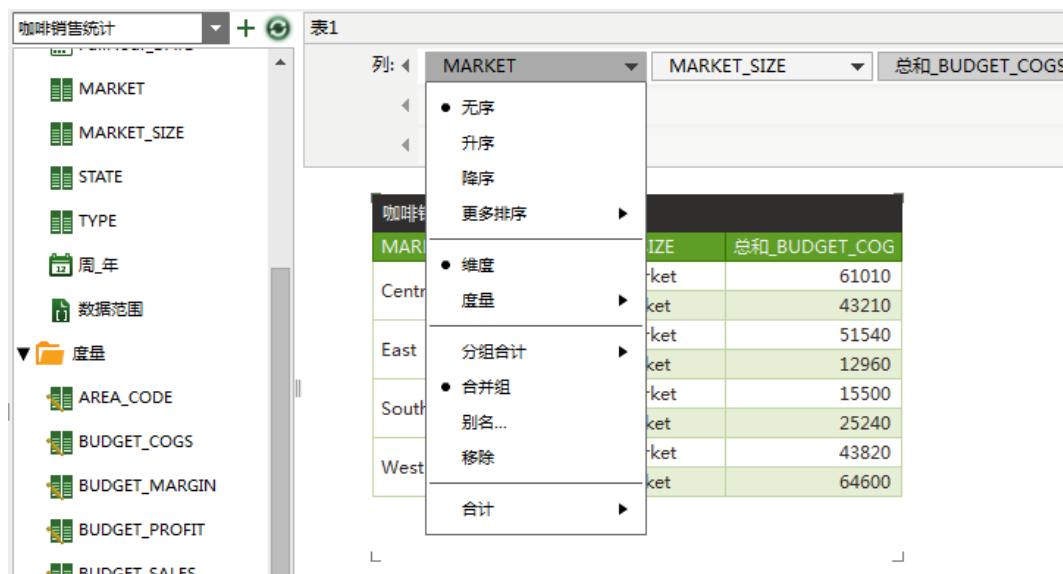 咖啡销售统计
MARKET
MARKET_SIZE
STATE
TYPE
周_年
12
数据范围
度量
AREA_CODE
BUDGET_COGS
BUDGET_MARGIN
BUDGET_PROFIT
BUDGET_SALES
表1
列: MARKET MARKET_SIZE 总和_BUDGET_COGS
无序
升序
降序
更多排序
维度
度量
分组合计
合并组
别名...
移除
合计
咖啡销
MAR IZE 总和_BUDGET_COG
Centr rket 61010
ket 43210
East rket 51540
ket 12960
South rket 15500
ket 25240
West rket 43820
ket 64600